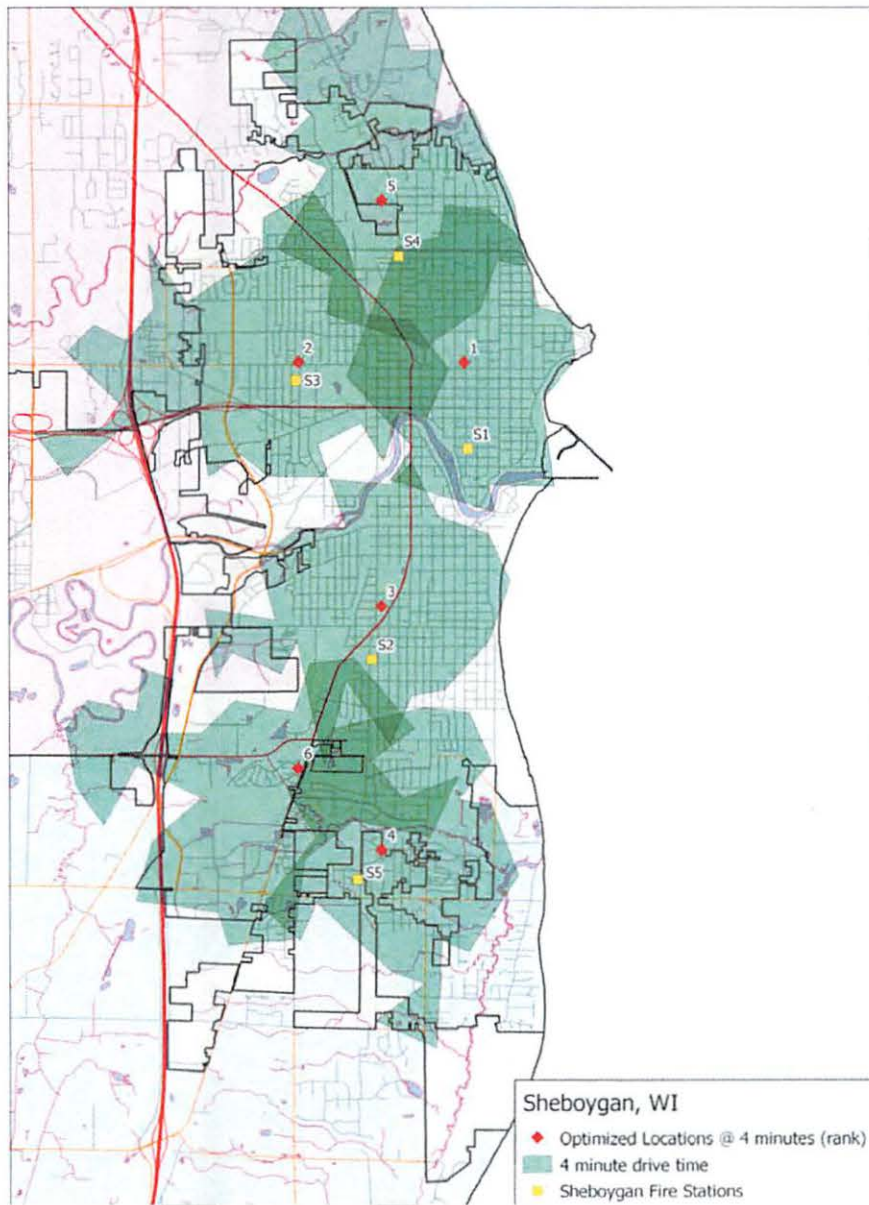 5
S4
2
1
S3
S1
3
S2
6
4
S5
Sheboygan, WI
Optimized Locations @ 4 minutes (rank)
4 minute drive time
Sheboygan Fire Stations